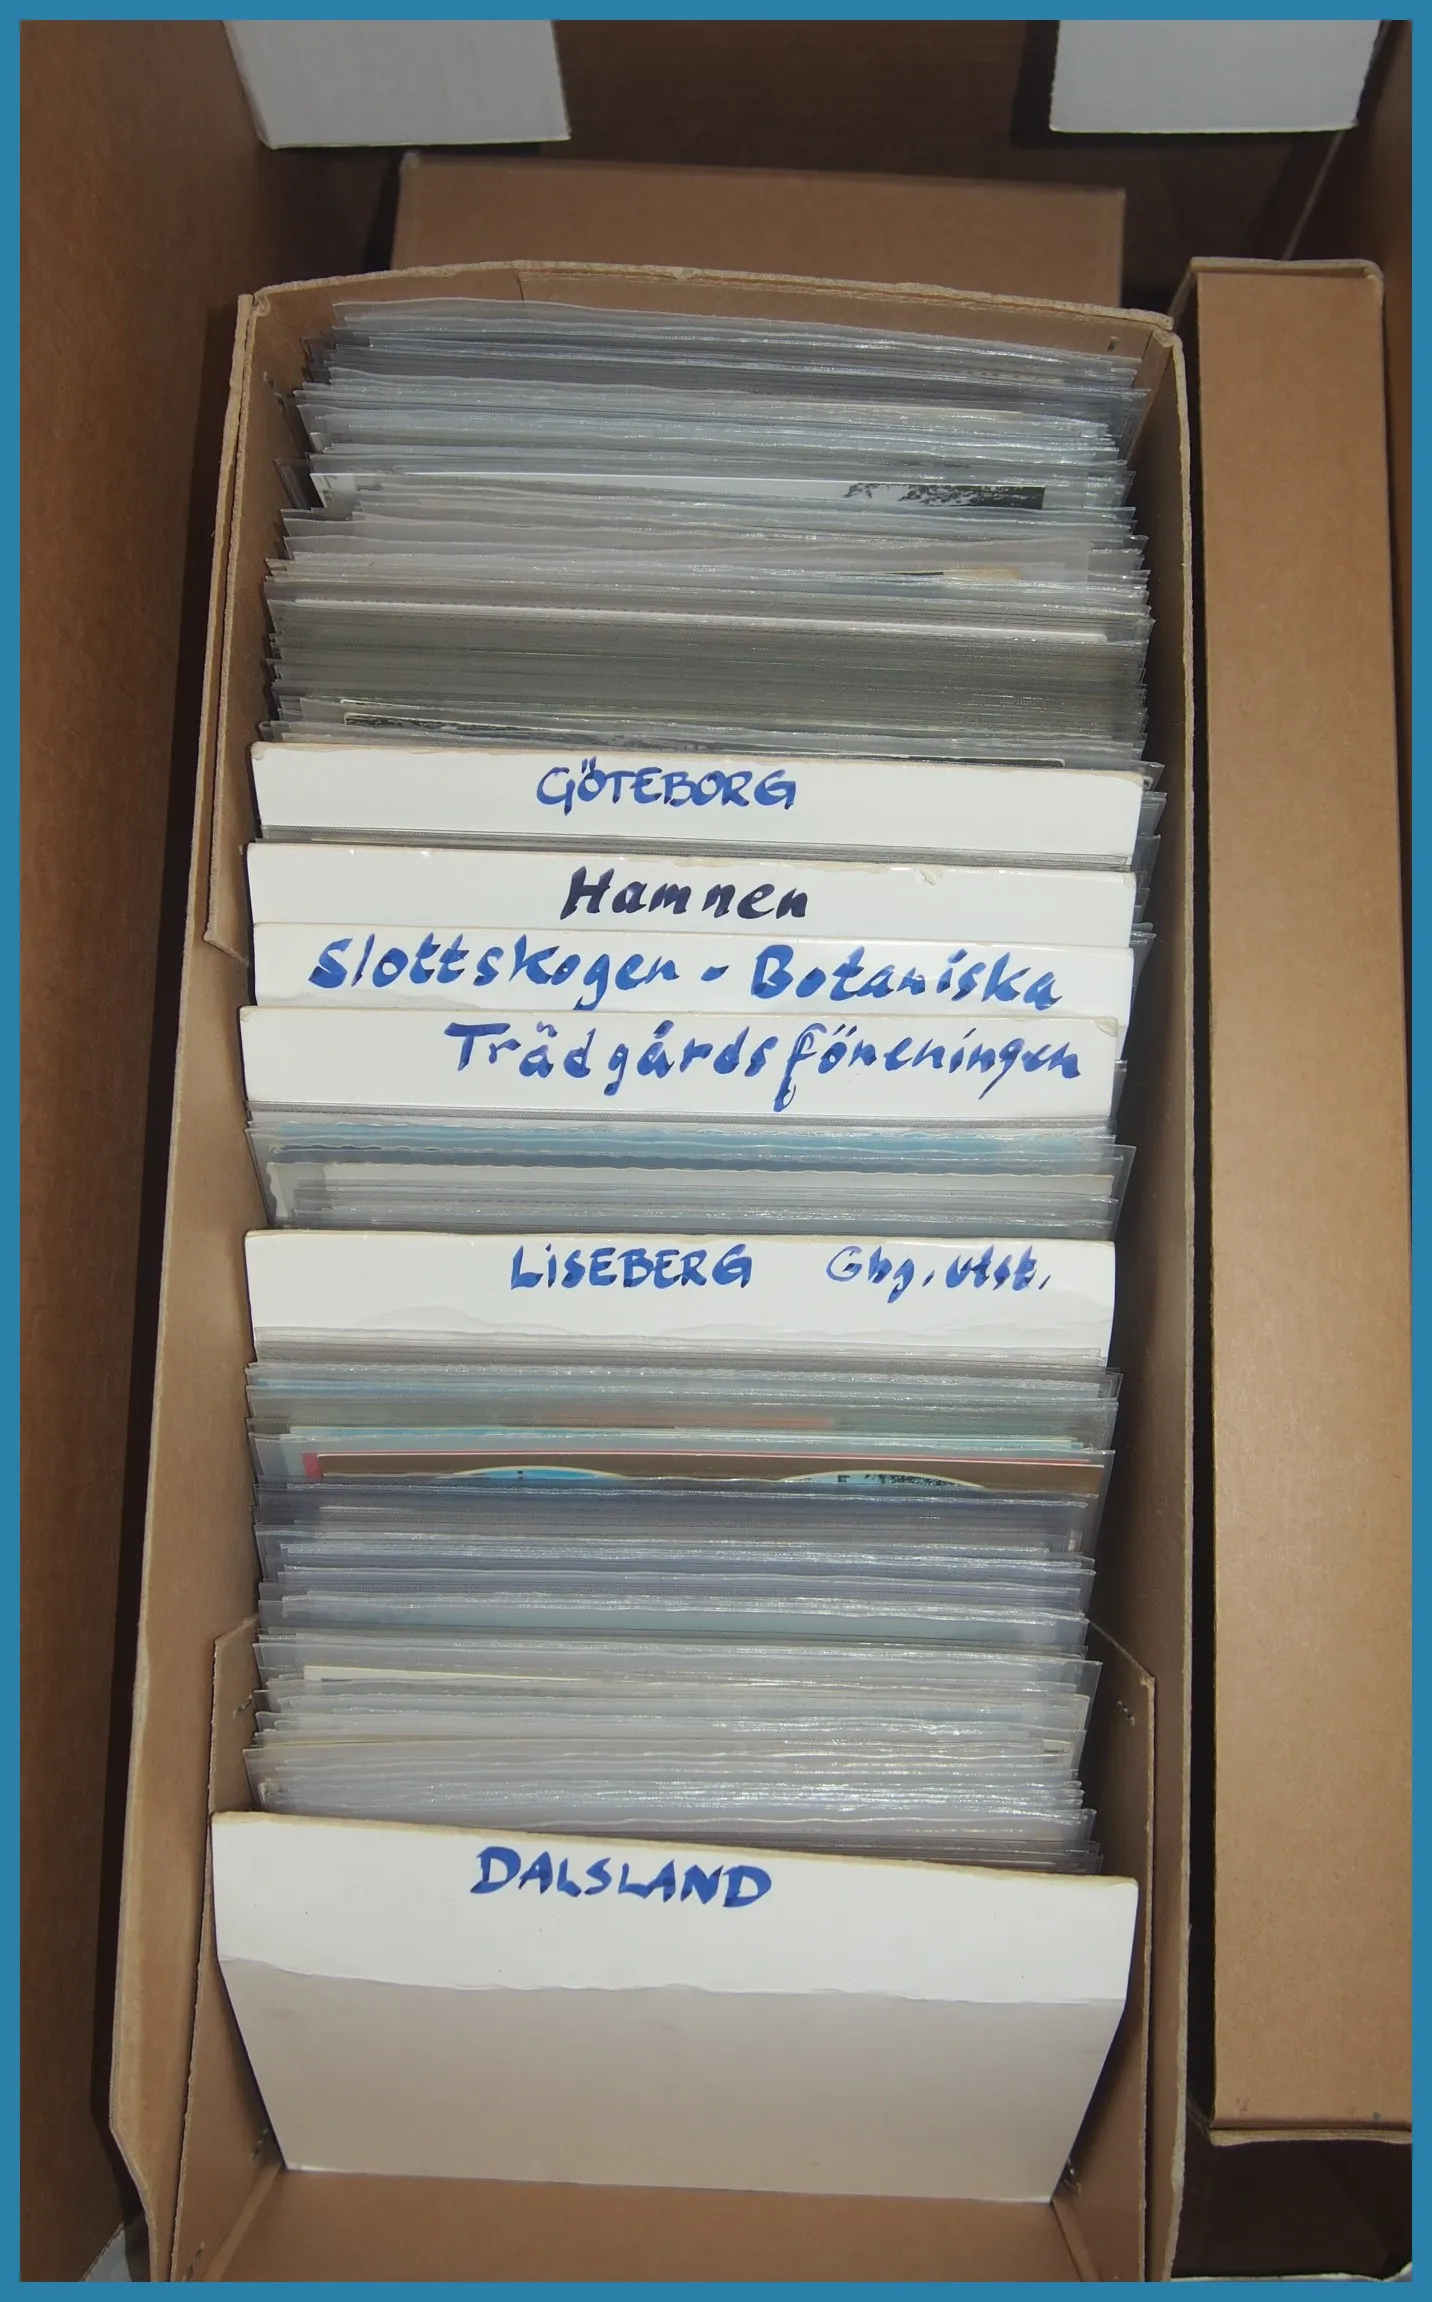 GÖTEBORG
Hamnen
Slottskogen - Botaniska
Trädgårdsföreningen
LiSEBERG Gbg. utst.
DALSLAND